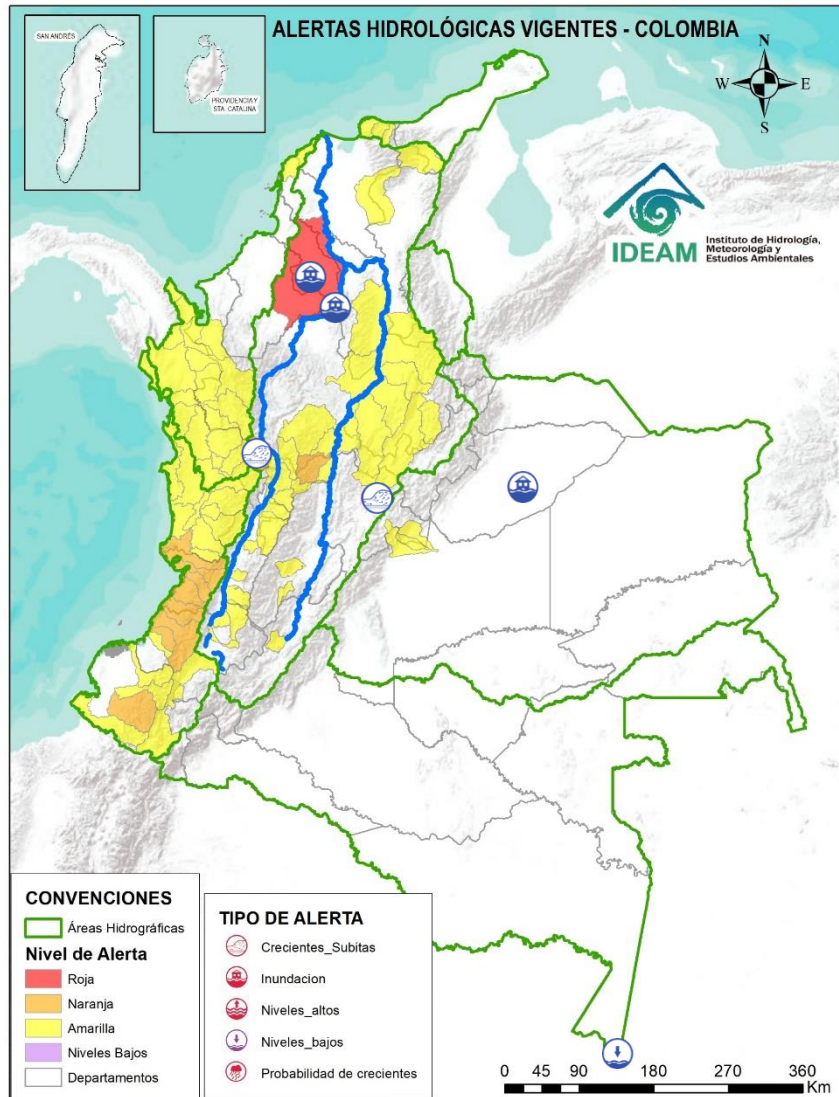 SAN ANDRÉS
PROVIDENCIA Y
STA. CATALINA
ALERTAS HIDROLÓGICAS VIGENTES - COLOMBIA
N
W
E
S
IDEAM
Instituto de Hidrología,
Meteorología y
Estudios Ambientales
CONVENCIONES
Áreas Hidrográficas
Nivel de Alerta
Roja
Naranja
Amarilla
Niveles Bajos
Departamentos
TIPO DE ALERTA
Crecientes_Subitas
Inundacion
Niveles_altos
Niveles_bajos
Probabilidad de crecientes
0 45 90 180 270 360
Km